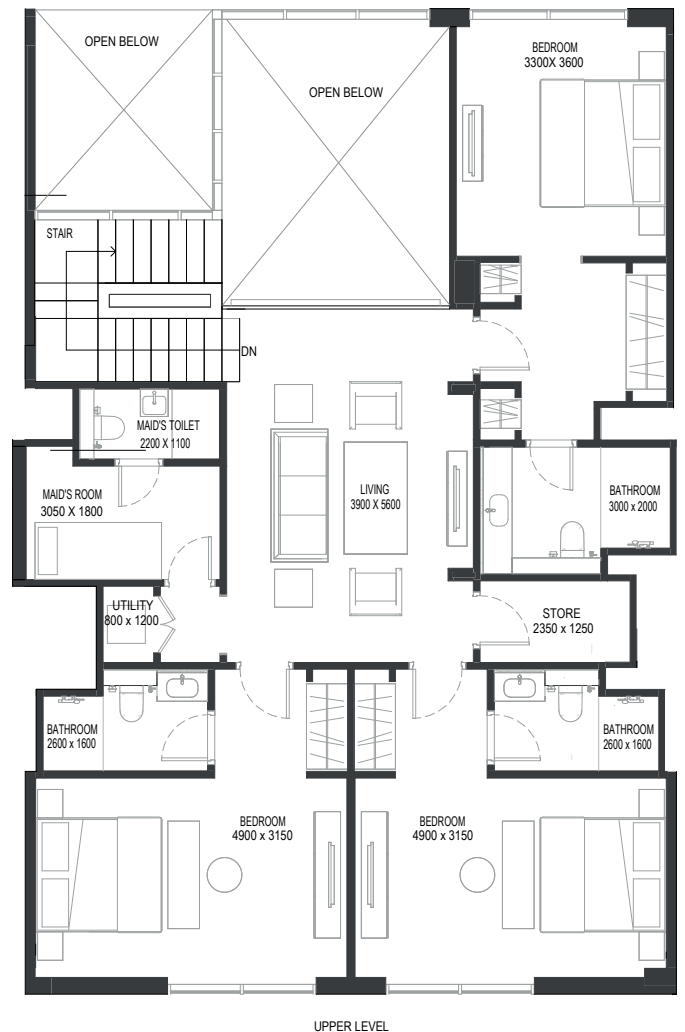 OPEN BELOW
OPEN BELOW
BEDROOM
3300X 3600
STAIR
DN
MAID'S TOILET
2200 X 1100
MAID'S ROOM
3050 X 1800
LIVING
3900 X 5600
BATHROOM
3000 x 2000
UTILITY
800 x 1200
STORE
2350 x 1250
BATHROOM
2600 x 1600
BATHROOM
2600 x 1600
BEDROOM
4900 x 3150
BEDROOM
4900 x 3150
UPPER LEVEL